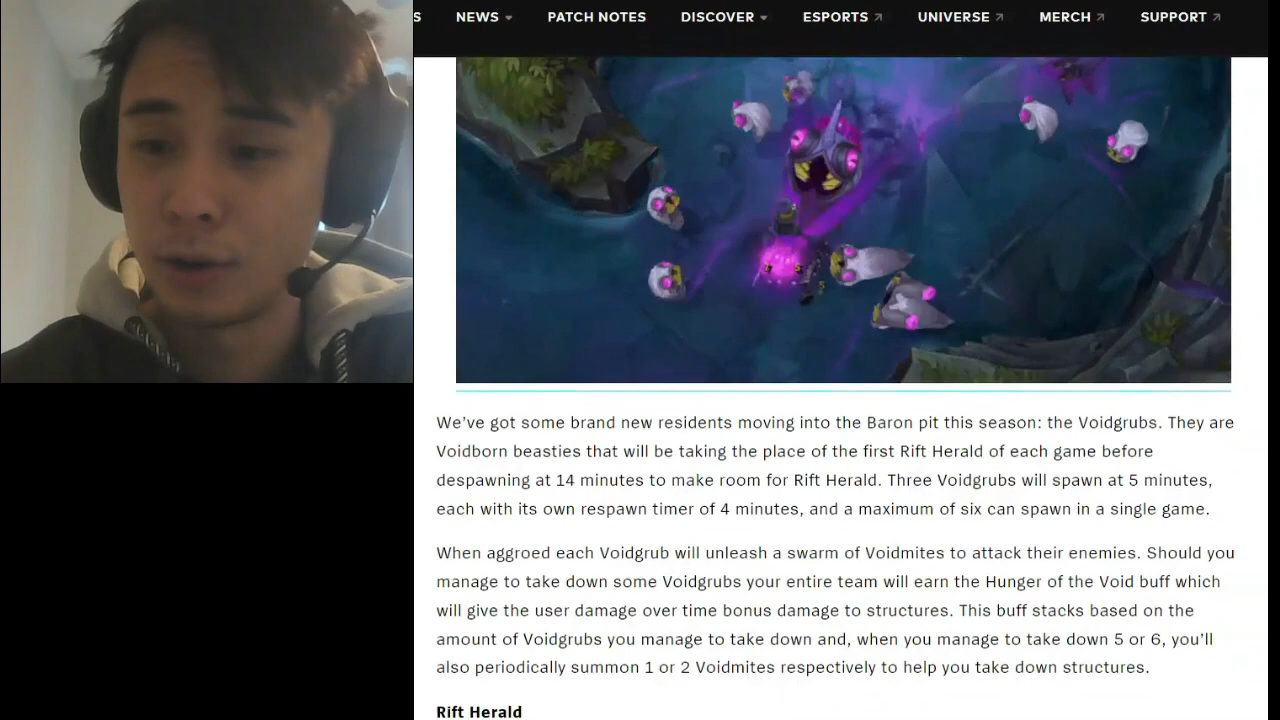 S NEWS PATCH NOTES DISCOVER ESPORTS UNIVERSE MERCH SUPPORT
We've got some brand new residents moving into the Baron pit this season: the Voidgrubs. They are
Voidborn beasties that will be taking the place of the first Rift Herald of each game before
despawning at 14 minutes to make room for Rift Herald. Three Voidgrubs will spawn at 5 minutes,
each with its own respawn timer of 4 minutes, and a maximum of six can spawn in a single game.
When aggroed each Voidgrub will unleash a swarm of Voidmites to attack their enemies. Should you
manage to take down some Voidgrubs your entire team will earn the Hunger of the Void buff which
will give the user damage over time bonus damage to structures. This buff stacks based on the
amount of Voidgrubs you manage to take down and, when you manage to take down 5 or 6, you'll
also periodically summon 1 or 2 Voidmites respectively to help you take down structures.
Rift Herald